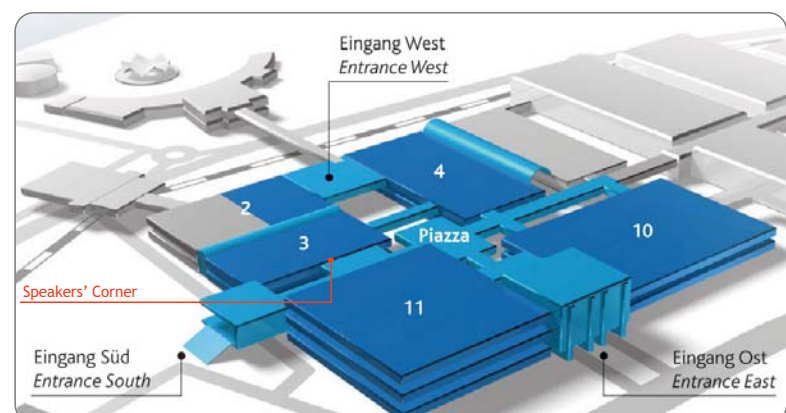 Eingang West
Entrance West
4
2
3
Piazza
10
Speakers' Corner
11
Eingang Süd
Entrance South
Eingang Ost
Entrance East